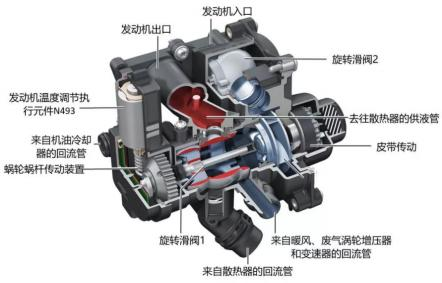 发动机入口
发动机出口
旋转滑阀2
发动机温度调节执
行元件N493
去往散热器的供液管
来自机油冷却
器的回流管
皮带传动
蜗轮蜗杆传动装置
旋转滑阀1
来自暖风、废气涡轮增压器
和变速器的回流管
来自散热器的回流管